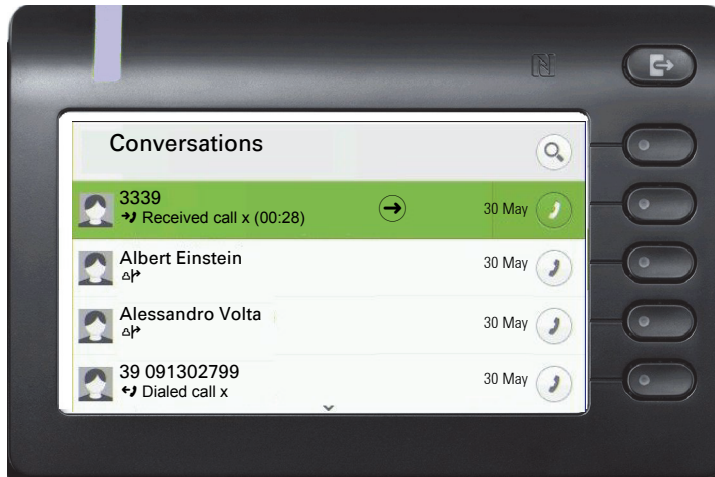 Conversations
3339
Received call x (00:28)
30 May
Albert Einstein
30 May
Alessandro Volta
30 May
39 091302799
Dialed call x
30 May